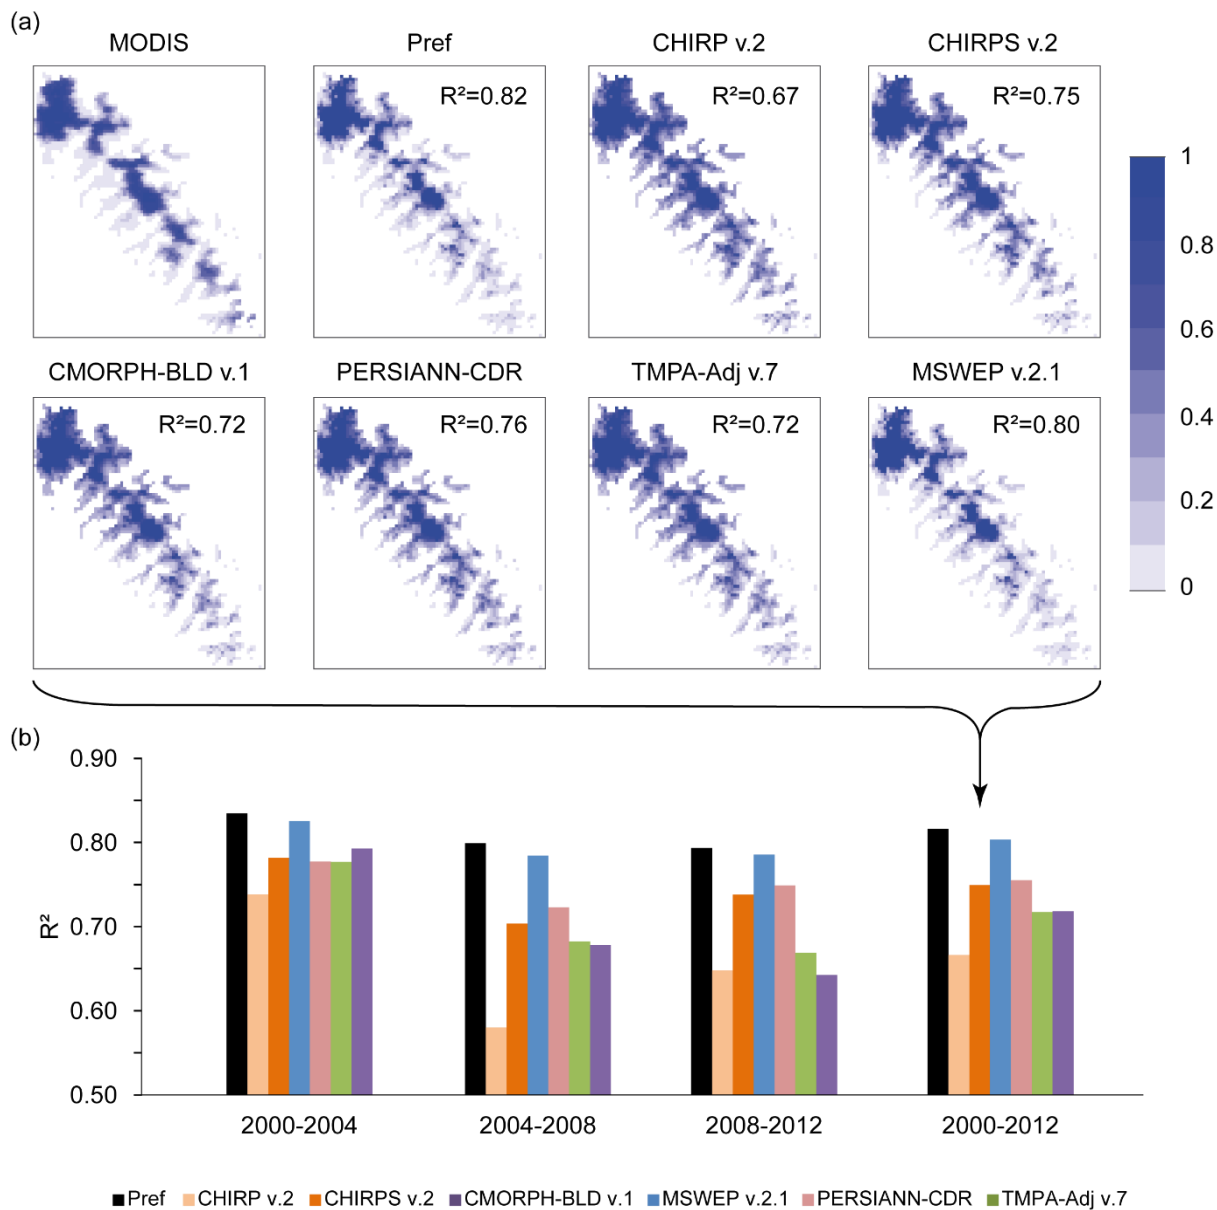 (a)
MODIS Pref CHIRP v.2 CHIRPS v.2
R²=0.82 R²=0.67 R²=0.75
1
0.8
0.6
0.4
0.2
0
CMORPH-BLD v.1 PERSIANN-CDR TMPA-Adj v.7 MSWEP v.2.1
R²=0.72 R²=0.76 R²=0.72 R²=0.80
(b)
0.90
0.80
0.70
0.60
0.50
R²
2000-2004 2004-2008 2008-2012 2000-2012
Pref CHIRP v.2 CHIRPS v.2 CMORPH-BLD v.1 MSWEP v.2.1 PERSIANN-CDR TMPA-Adj v.7